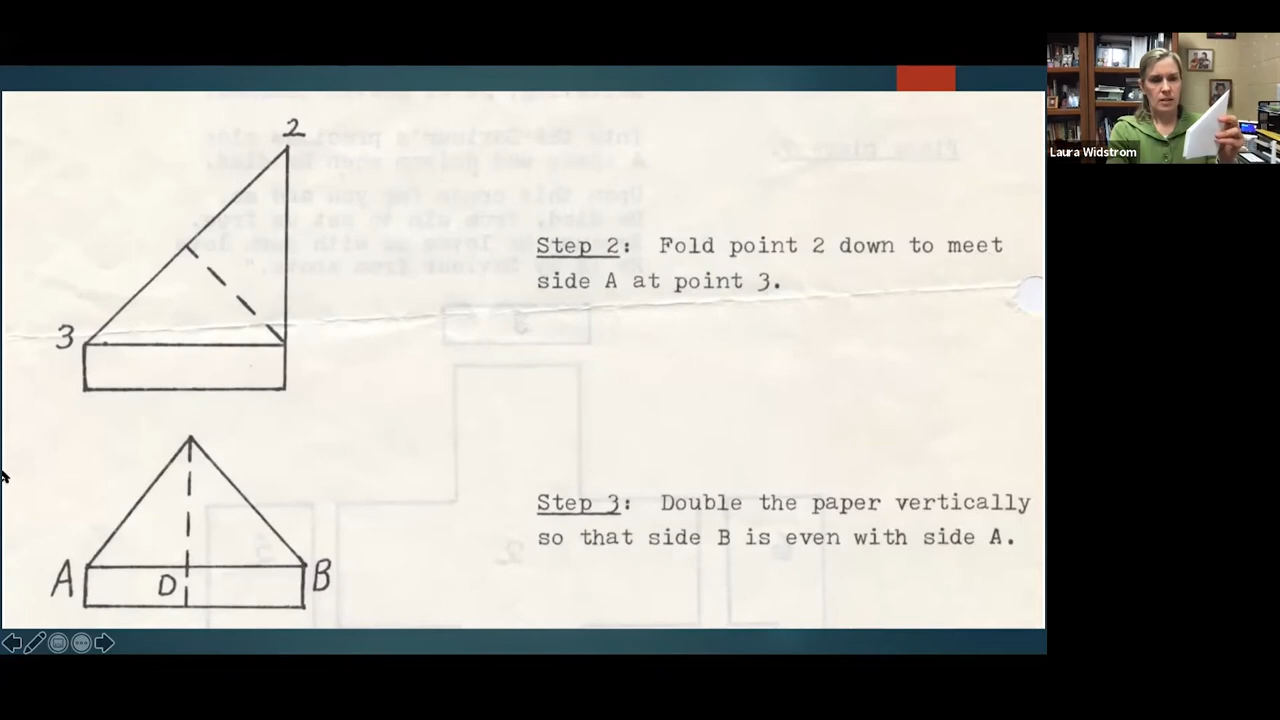 2
Step 2: Fold point 2 down to meet
side A at point 3.
3
Step 3: Double the paper vertically
so that side B is even with side A.
A
D
B
Laura Widstrom